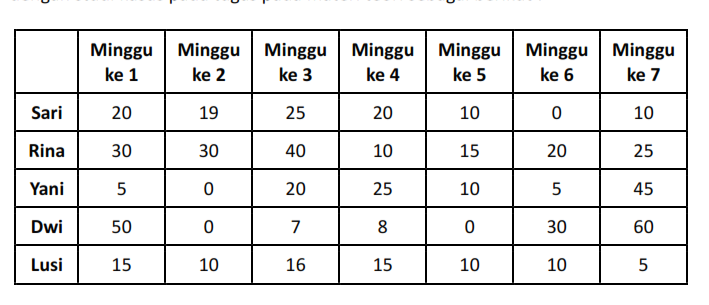 Minggu ke 1 Minggu ke 2 Minggu ke 3 Minggu ke 4 Minggu ke 5 Minggu ke 6 Minggu ke 7
Sari 20 19 25 20 10 0 10
Rina 30 30 40 10 15 20 25
Yani 5 0 20 25 10 5 45
Dwi 50 0 7 8 0 30 60
Lusi 15 10 16 15 10 10 5